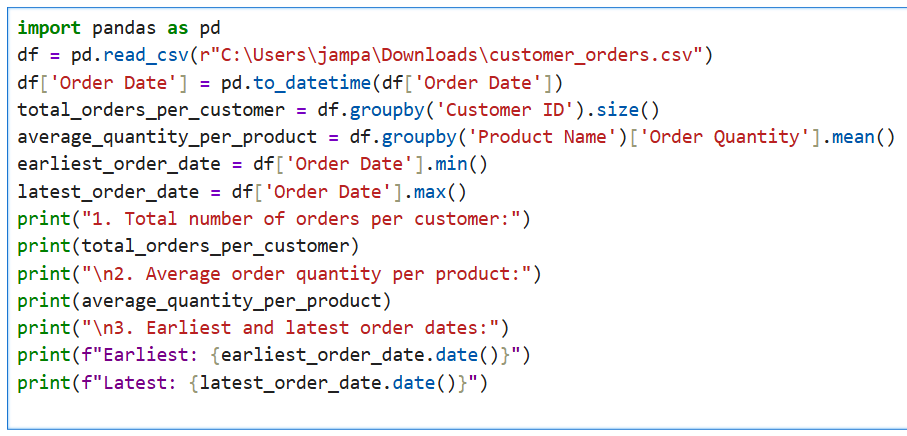 import pandas as pd
df = pd.read_csv(r"C:\Users\jampa\Downloads\customer_orders.csv")
df['Order Date'] = pd.to_datetime(df['Order Date'])
total_orders_per_customer = df.groupby('Customer ID').size()
average_quantity_per_product = df.groupby('Product Name')['Order Quantity'].mean()
earliest_order_date = df['Order Date'].min()
latest_order_date = df['Order Date'].max()
print("1. Total number of orders per customer:")
print(total_orders_per_customer)
print("\n2. Average order quantity per product:")
print(average_quantity_per_product)
print("\n3. Earliest and latest order dates:")
print(f"Earliest: {earliest_order_date.date()}")
print(f"Latest: {latest_order_date.date()}")